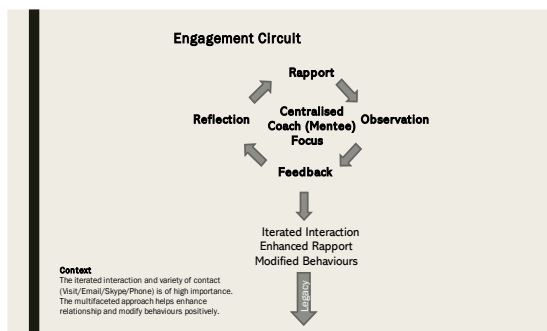 Engagement Circuit
Rapport
Reflection
Centralised
Coach (Mentee)
Focus
Observation
Feedback
Iterated Interaction
Enhanced Rapport
Modified Behaviours
Legacy
Context
The iterated interaction and variety of contact
(Visit/Email/Skype/Phone) is of high importance.
The multifaceted approach helps enhance
relationship and modify behaviours positively.